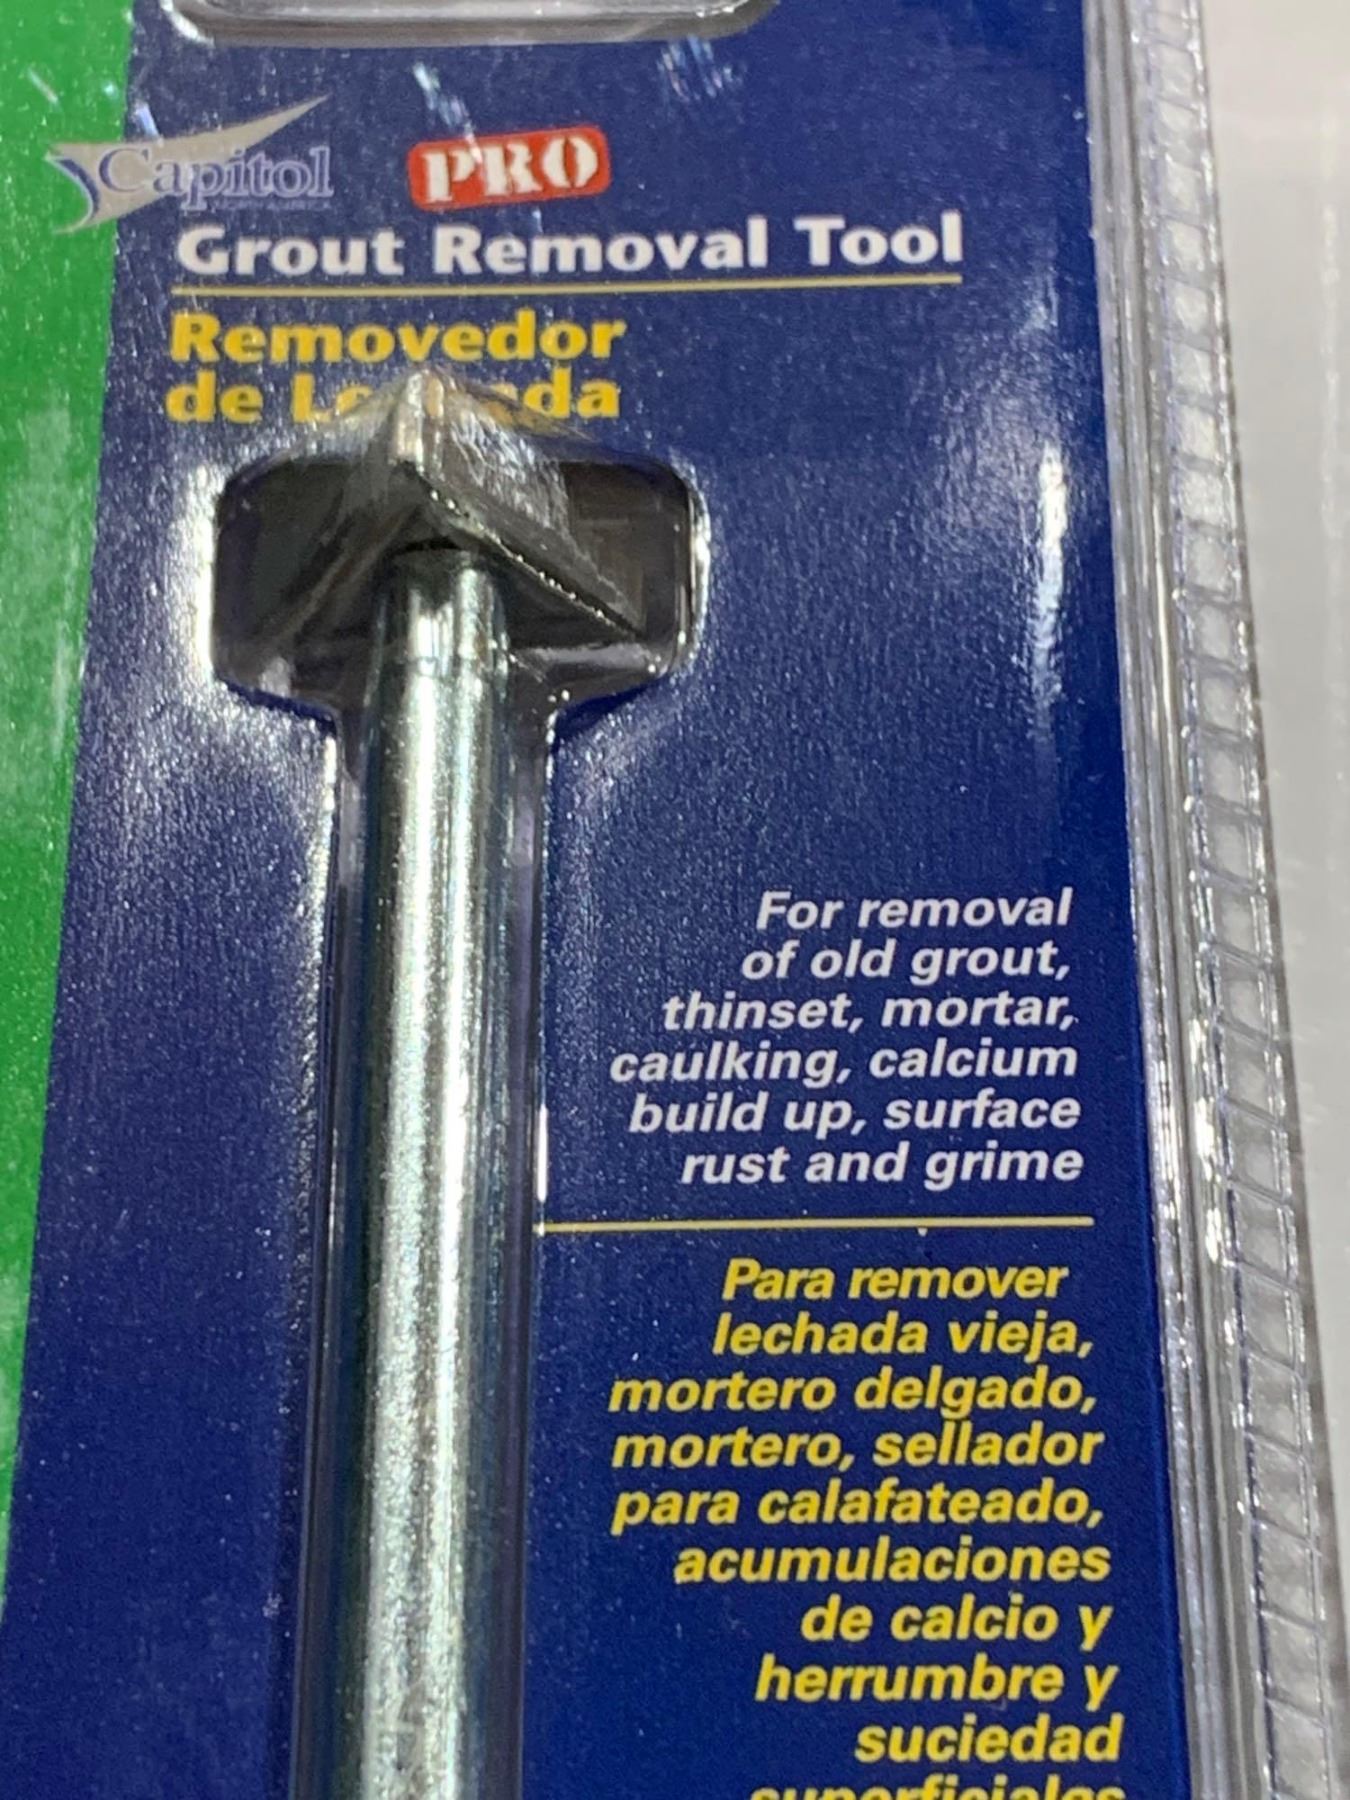 Capitol
PRO
Grout Removal Tool
Removedor
de
For removal
of old grout,
thinset, mortar,
caulking, calcium
build up, surface
rust and grime
Para remover
lechada vieja,
mortero delgado,
mortero, sellador
para calafateado,
acumulaciones
de calcio y
herrumbre y
suciedad
superficiales